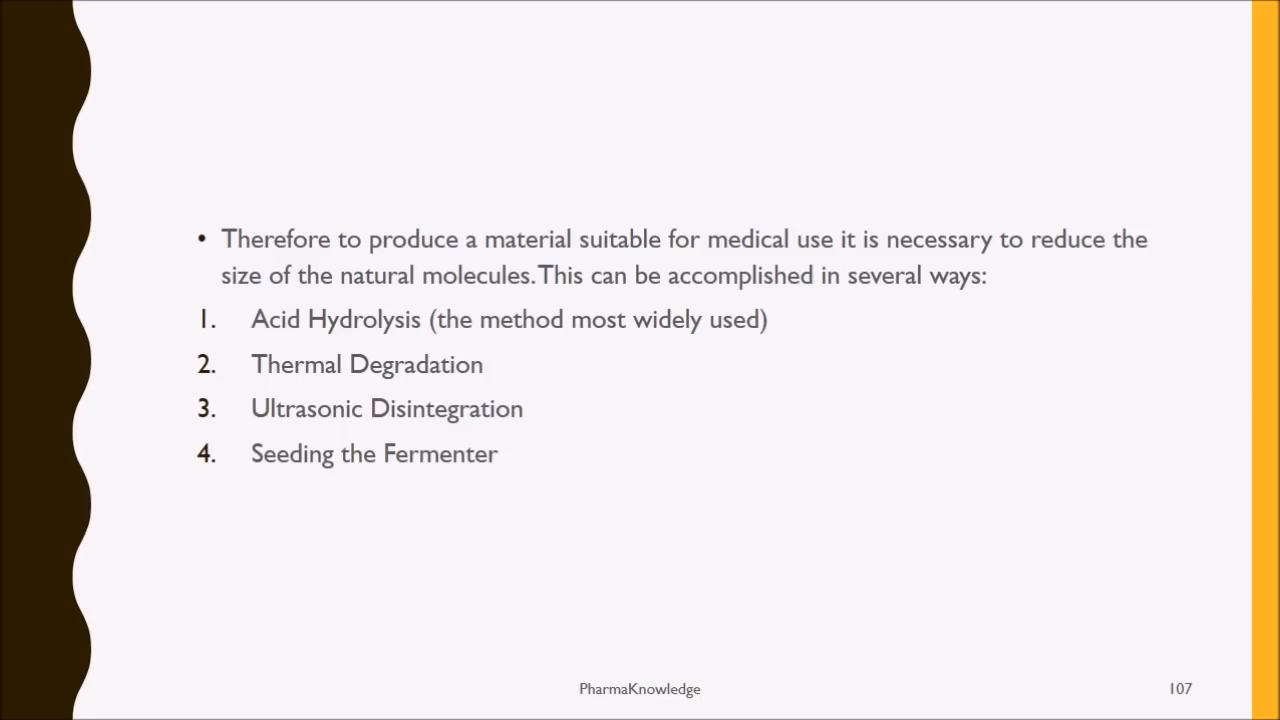 • Therefore to produce a material suitable for medical use it is necessary to reduce the
size of the natural molecules. This can be accomplished in several ways:
1. Acid Hydrolysis (the method most widely used)
2. Thermal Degradation
3. Ultrasonic Disintegration
4. Seeding the Fermenter
PharmaKnowledge
107